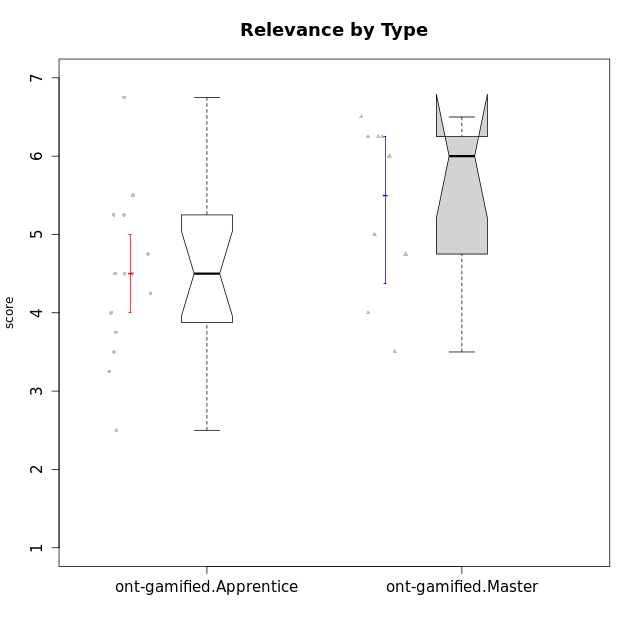 Relevance by Type
7
6
5
4
3
2
1
score
ont-gamified.Apprentice
ont-gamified.Master